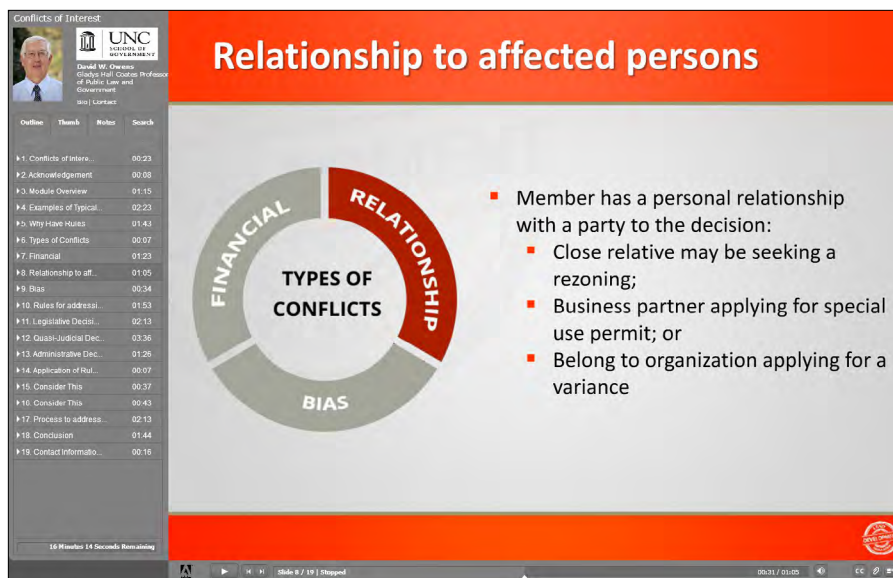 Conflicts of Interest
UNC
SCHOOL OF
GOVERNMENT
David W. Owens
Gladys Hall Coates Professor
of Public Law and
Government
Bio | Contact
Outline Thumb Notes Search
1. Conflicts of Intere... 00:23
2. Acknowledgement 00:08
3. Module Overview 01:15
4. Examples of Typical... 02:23
5. Why Have Rules 01:43
6. Types of Conflicts 00:07
7. Financial 01:23
8. Relationship to aff... 01:05
9. Bias 00:34
10. Rules for addressi... 01:53
11. Legislative Decisi... 02:13
12. Quasi-Judicial Dec... 03:36
13. Administrative Dec... 01:26
14. Application of Rul... 00:07
15. Consider This 00:37
16. Consider This 00:43
17. Process to address... 02:13
18. Conclusion 01:44
19. Contact Informatio... 00:16
16 Minutes 14 Seconds Remaining
Relationship to affected persons
FINANCIAL
RELATIONSHIP
TYPES OF
CONFLICTS
BIAS
Member has a personal relationship
with a party to the decision:
Close relative may be seeking a
rezoning;
Business partner applying for special
use permit; or
Belong to organization applying for a
variance
Slide 8 / 19 | Stopped
00:31 / 01:05
CC